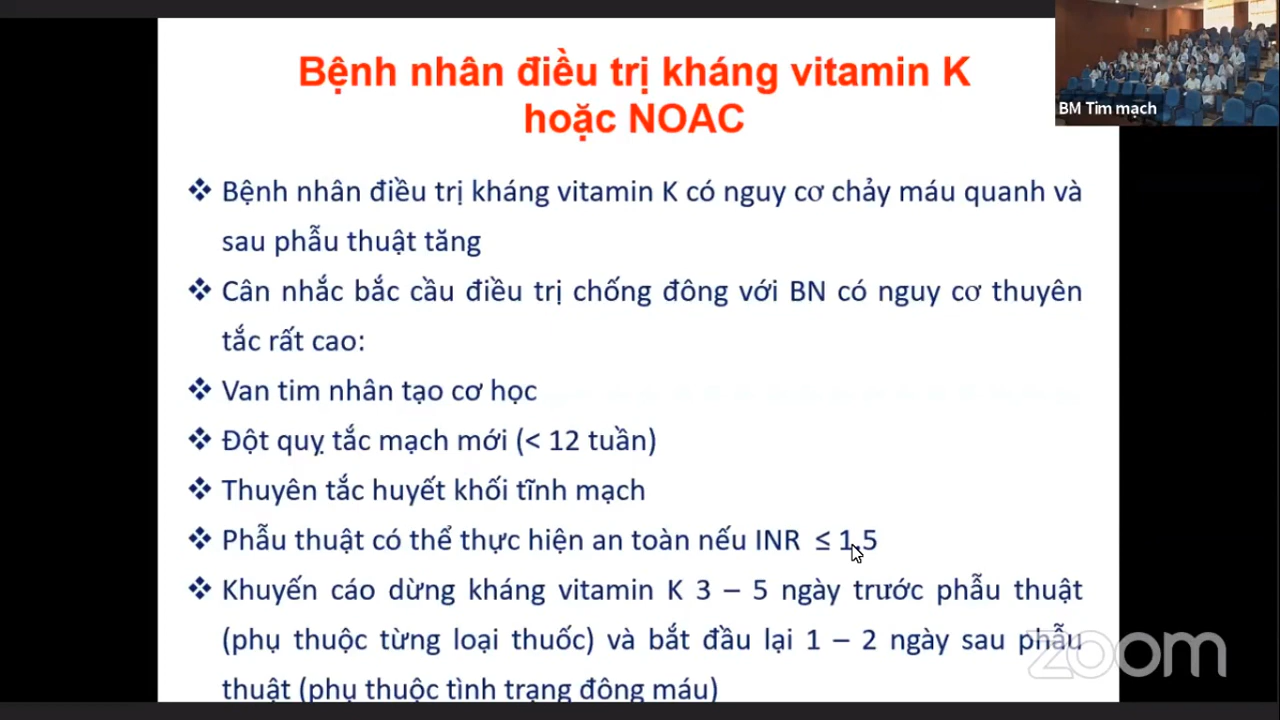 Bệnh nhân điều trị kháng vitamin K
hoặc NOAC
BM Tim mạch
❖ Bệnh nhân điều trị kháng vitamin K có nguy cơ chảy máu quanh và
sau phẫu thuật tăng
❖ Cân nhắc bắc cầu điều trị chống đông với BN có nguy cơ thuyên
tắc rất cao:
❖ Van tim nhân tạo cơ học
❖ Đột quỵ tắc mạch mới (< 12 tuần)
❖ Thuyên tắc huyết khối tĩnh mạch
❖ Phẫu thuật có thể thực hiện an toàn nếu INR ≤ 1,5
❖ Khuyến cáo dừng kháng vitamin K 3 – 5 ngày trước phẫu thuật
(phụ thuộc từng loại thuốc) và bắt đầu lại 1 – 2 ngày sau phẫu
thuật (phụ thuộc tình trạng đông máu)
zoom